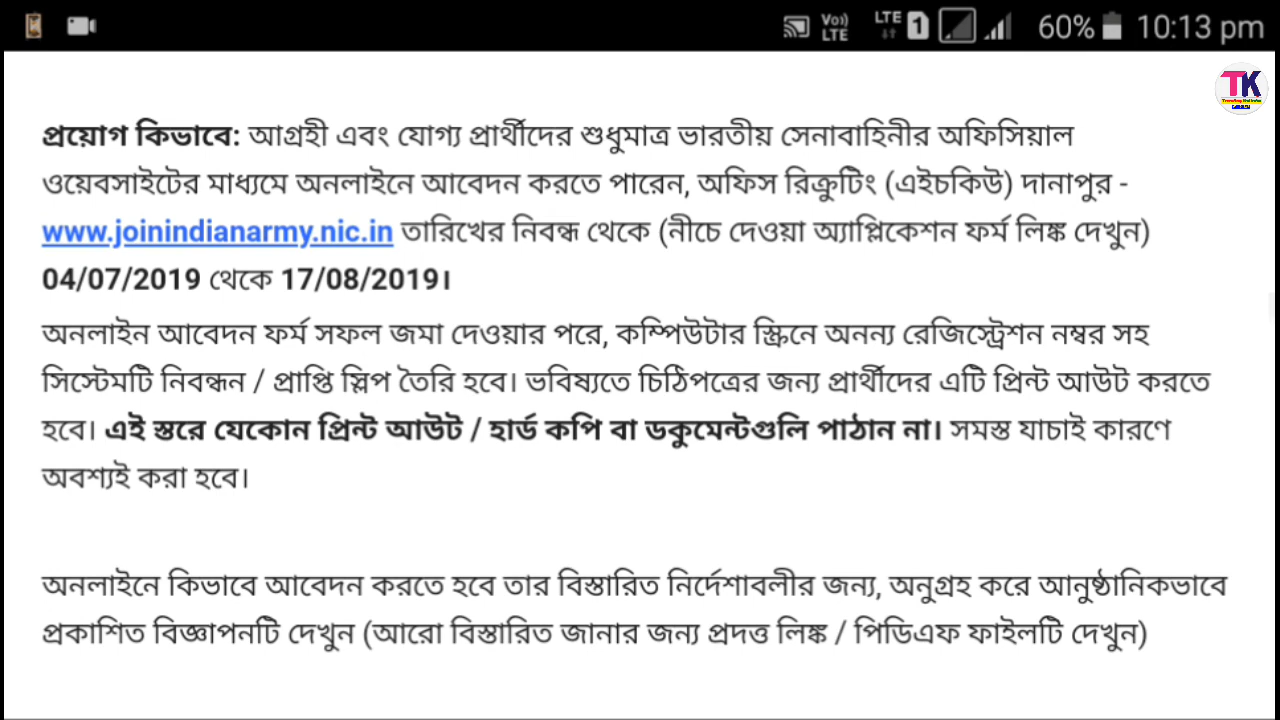 Vo))
LTE
LTE
1
60%
10:13 pm
TK
প্রয়োগ কিভাবে: আগ্রহী এবং যোগ্য প্রার্থীদের শুধুমাত্র ভারতীয় সেনাবাহিনীর অফিসিয়াল
ওয়েবসাইটের মাধ্যমে অনলাইনে আবেদন করতে পারেন, অফিস রিক্রুটিং (এইচকিউ) দানাপুর -
www.joinindianarmy.nic.in তারিখের নিবন্ধ থেকে (নীচে দেওয়া অ্যাপ্লিকেশন ফর্ম লিঙ্ক দেখুন)
04/07/2019 থেকে 17/08/2019।
অনলাইন আবেদন ফর্ম সফল জমা দেওয়ার পরে, কম্পিউটার স্ক্রিনে অনন্য রেজিস্ট্রেশন নম্বর সহ
সিস্টেমটি নিবন্ধন / প্রাপ্তি স্লিপ তৈরি হবে। ভবিষ্যতে চিঠিপত্রের জন্য প্রার্থীদের এটি প্রিন্ট আউট করতে
হবে। এই স্তরে যেকোন প্রিন্ট আউট / হার্ড কপি বা ডকুমেন্টগুলি পাঠান না। সমস্ত যাচাই কারণে
অবশ্যই করা হবে।
অনলাইনে কিভাবে আবেদন করতে হবে তার বিস্তারিত নির্দেশাবলীর জন্য, অনুগ্রহ করে আনুষ্ঠানিকভাবে
প্রকাশিত বিজ্ঞাপনটি দেখুন (আরো বিস্তারিত জানার জন্য প্রদত্ত লিঙ্ক / পিডিএফ ফাইলটি দেখুন)